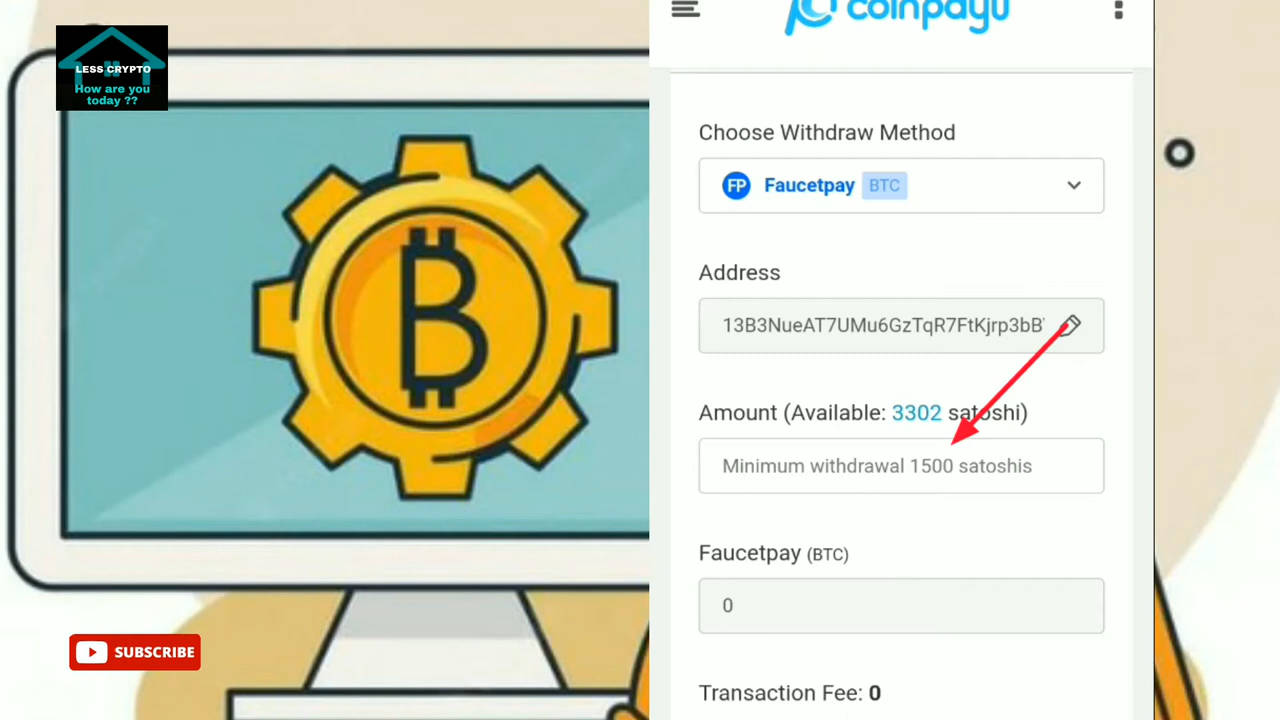 LESS CRYPTO
How are you
today ??
SUBSCRIBE
coinpayu
Choose Withdraw Method
FP Faucetpay BTC
Address
13B3NueAT7UMu6GzTqR7FtKjrp3bB
Amount (Available: 3302 satoshi)
Minimum withdrawal 1500 satoshis
Faucetpay (BTC)
0
Transaction Fee: 0